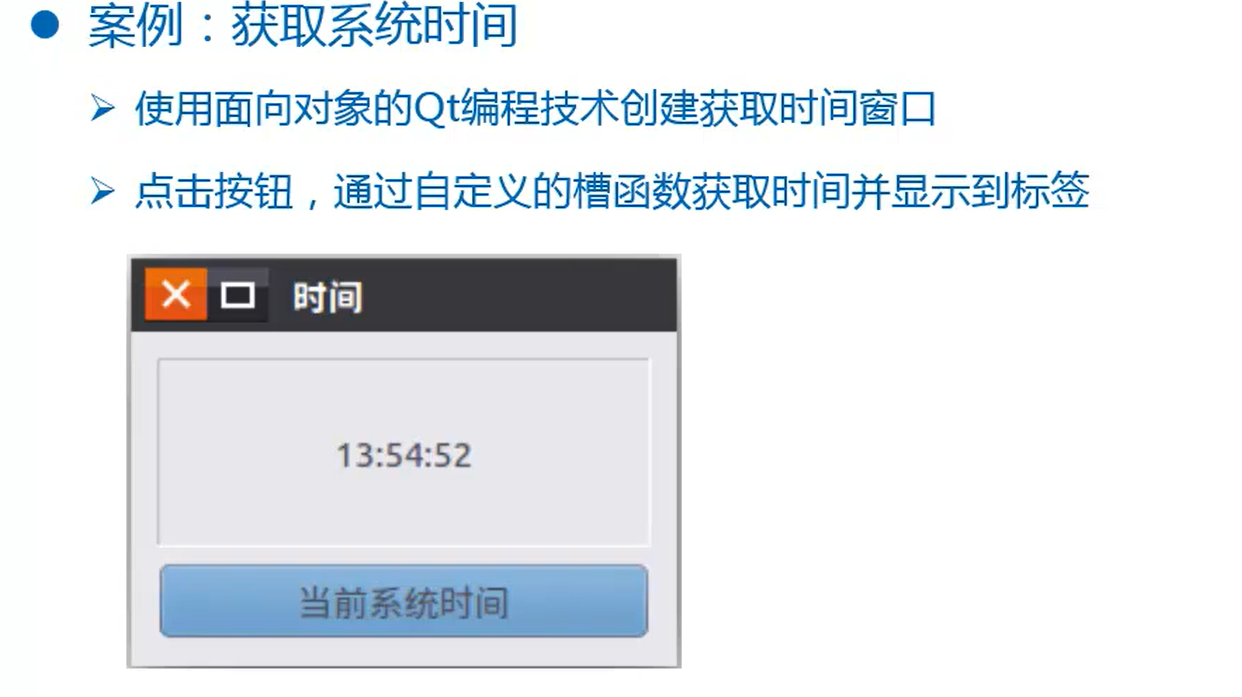 案例：获取系统时间
使用面向对象的Qt编程技术创建获取时间窗口
点击按钮，通过自定义的槽函数获取时间并显示到标签
时间
13:54:52
当前系统时间